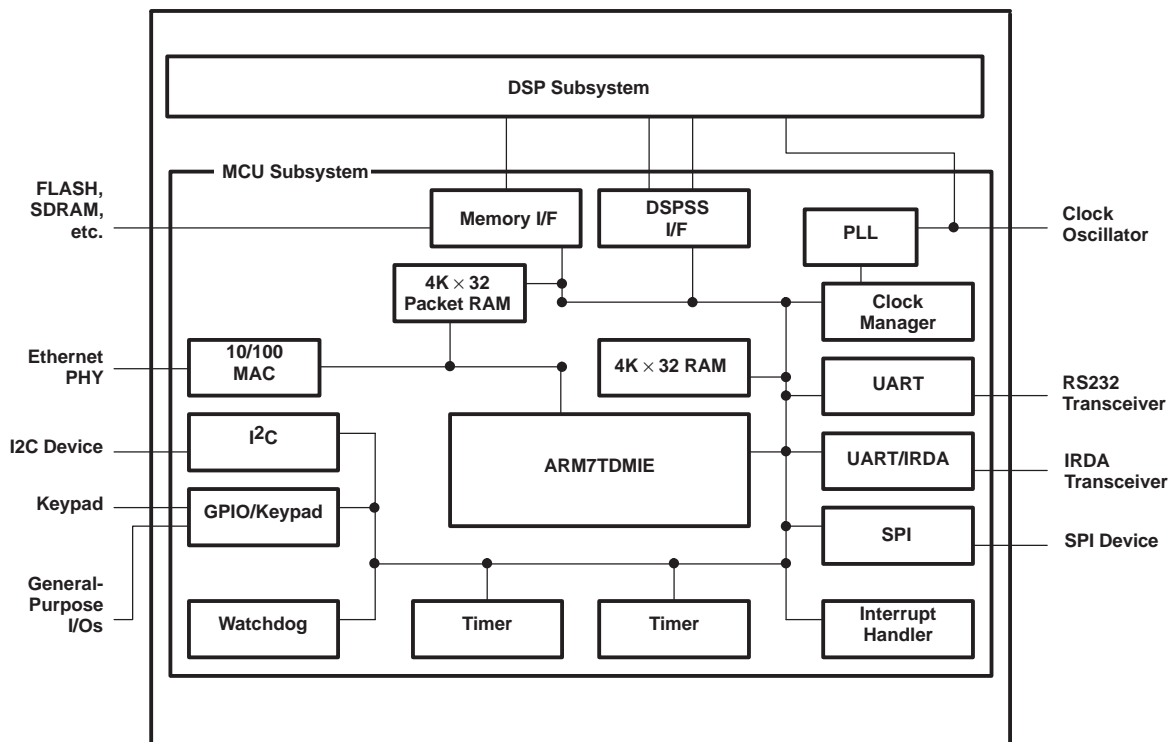 DSP Subsystem
MCU Subsystem
FLASH,
SDRAM,
etc.
Memory I/F
DSPSS
I/F
PLL
Clock
Oscillator
4K × 32
Packet RAM
Clock
Manager
Ethernet
PHY
10/100
MAC
4K × 32 RAM
UART
RS232
Transceiver
I2C Device
I²C
ARM7TDMIE
UART/IRDA
IRDA
Transceiver
Keypad
GPIO/Keypad
SPI
SPI Device
General-
Purpose
I/Os
Watchdog
Timer
Timer
Interrupt
Handler